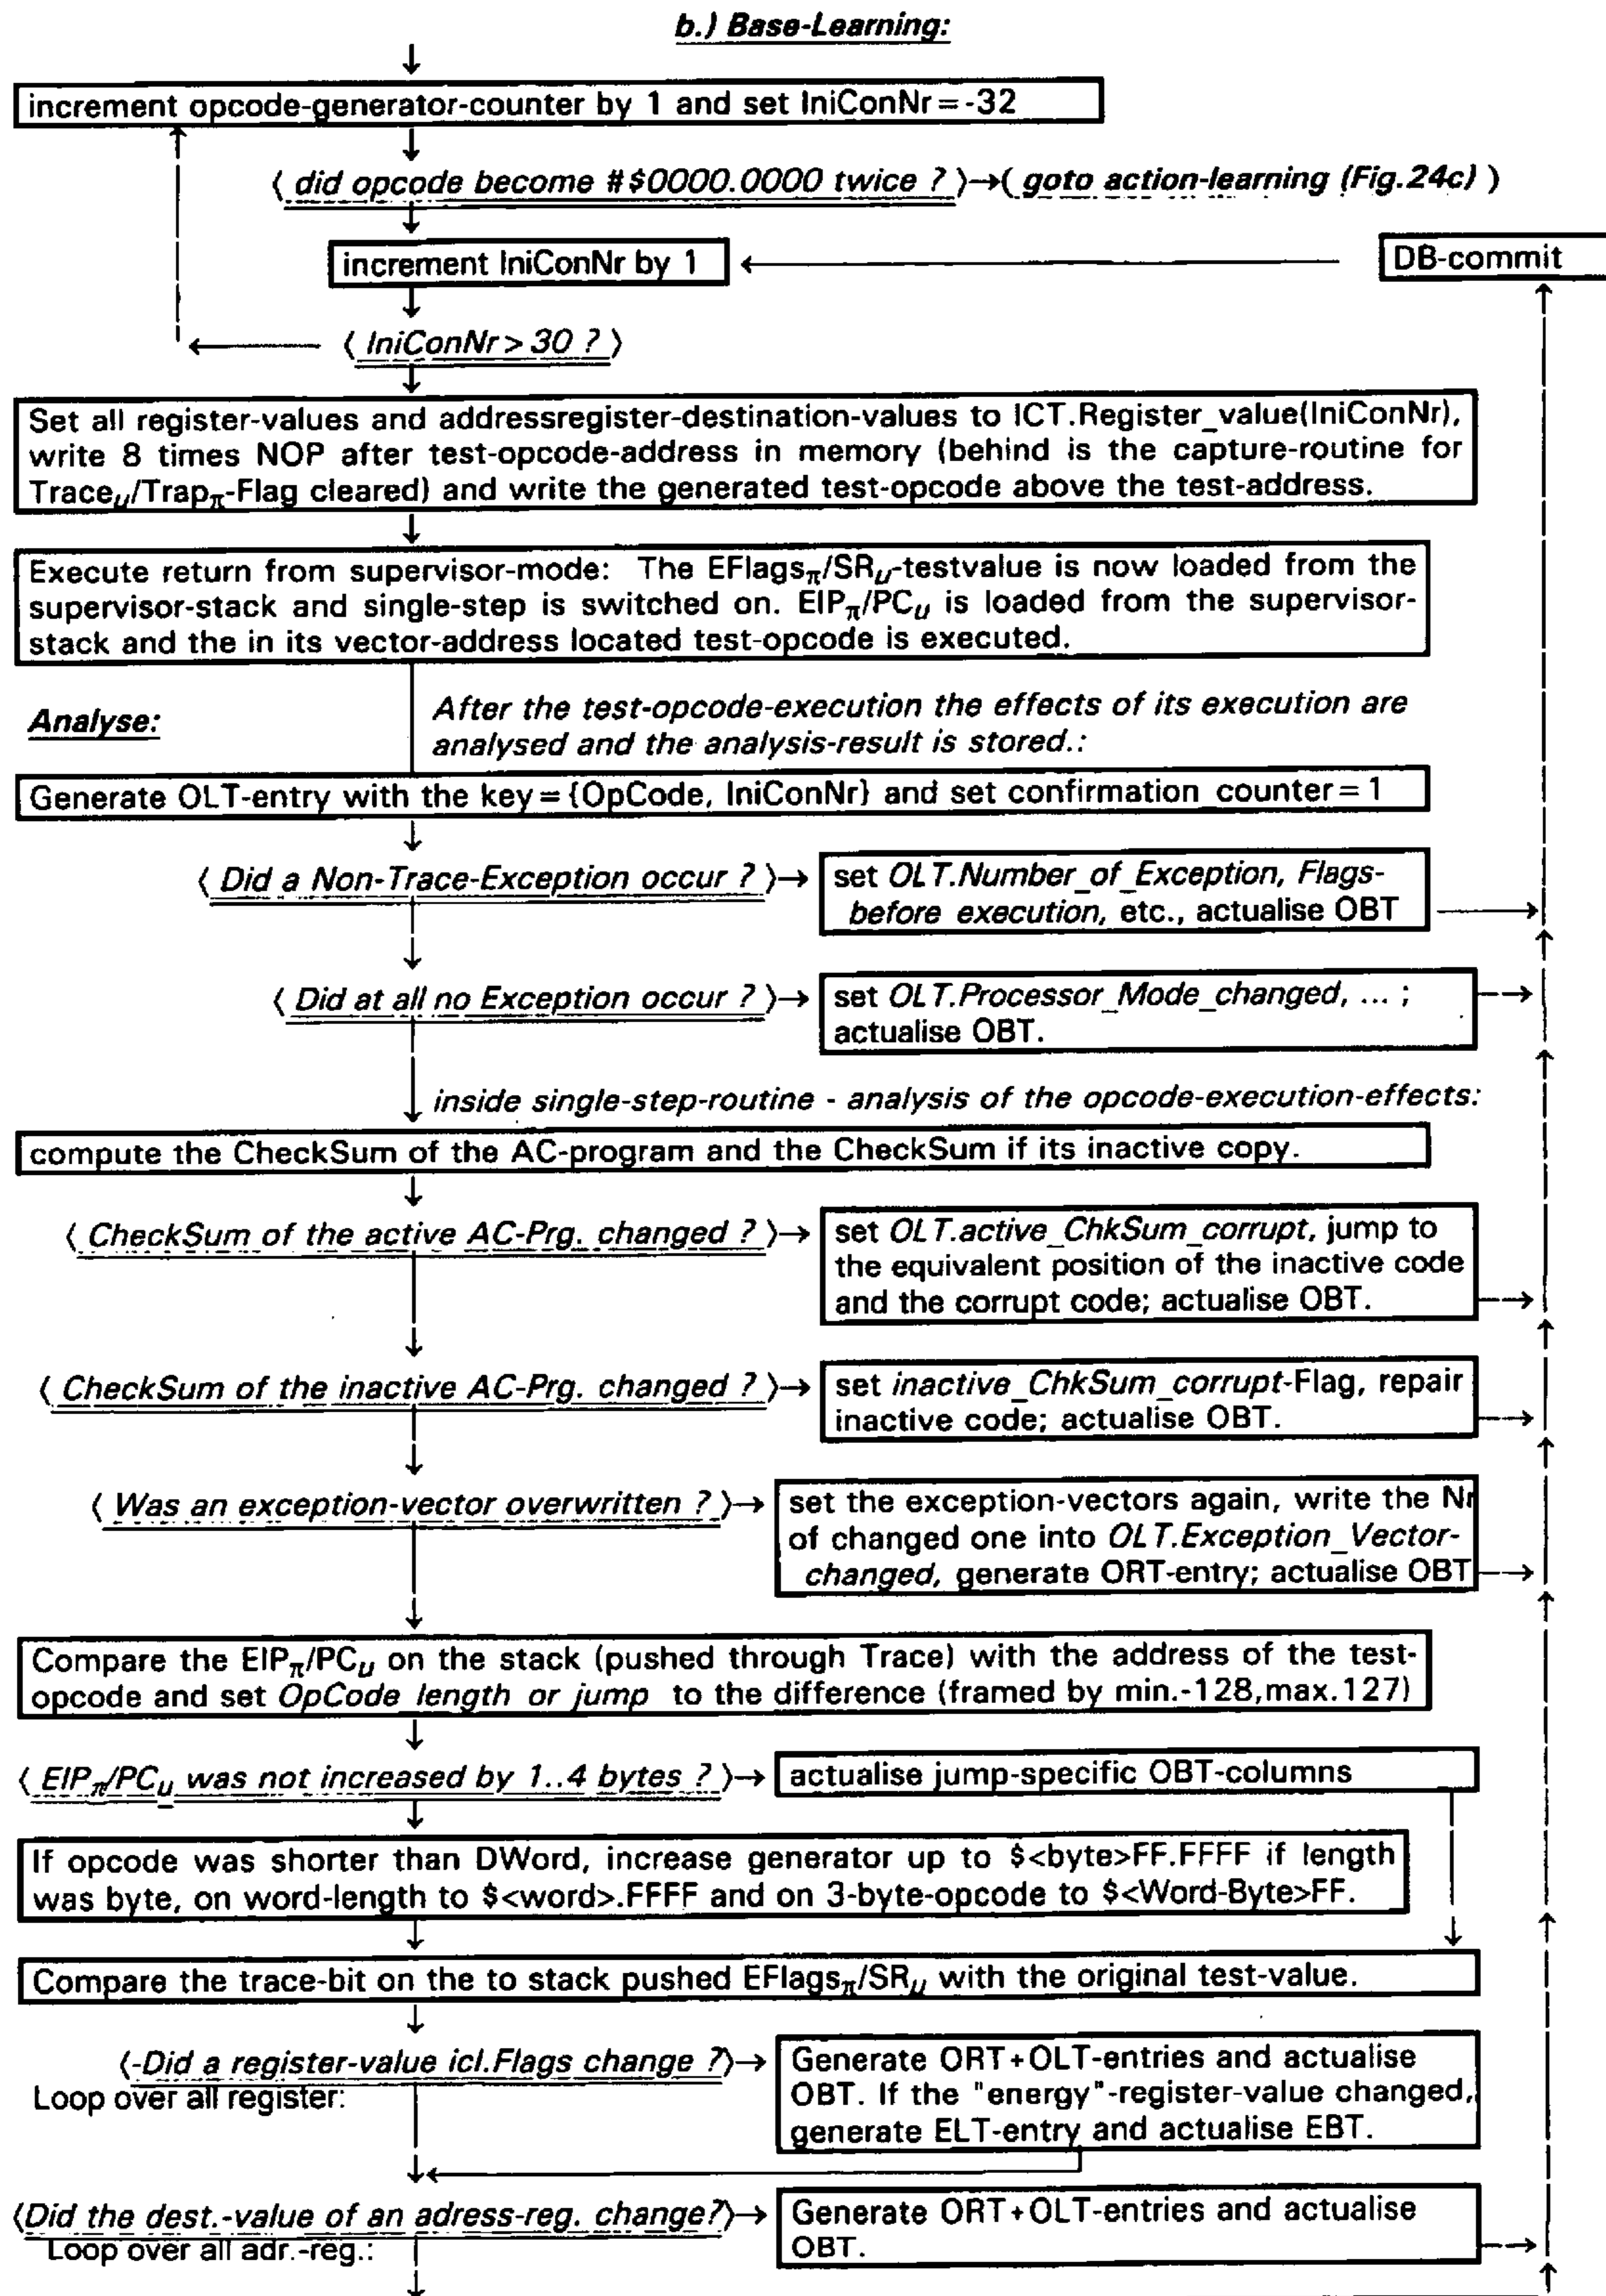 b.) Base-Learning:
increment opcode-generator-counter by 1 and set IniConNr=-32
⟨ did opcode become #$0000.0000 twice ? ⟩→( goto action-learning (Fig.24c) )
increment IniConNr by 1
DB-commit
⟨ IniConNr> 30 ? ⟩
Set all register-values and addressregister-destination-values to ICT.Register_value(IniConNr),
write 8 times NOP after test-opcode-address in memory (behind is the capture-routine for
Traceμ/Trapπ-Flag cleared) and write the generated test-opcode above the test-address.
Execute return from supervisor-mode: The EFlagsπ/SRμ-testvalue is now loaded from the
supervisor-stack and single-step is switched on. EIPπ/PCμ is loaded from the supervisor-
stack and the in its vector-address located test-opcode is executed.
Analyse:
After the test-opcode-execution the effects of its execution are
analysed and the analysis-result is stored.:
Generate OLT-entry with the key={OpCode, IniConNr} and set confirmation counter=1
⟨ Did a Non-Trace-Exception occur ? ⟩→
set OLT.Number_of_Exception, Flags-
before execution, etc., actualise OBT
⟨ Did at all no Exception occur ? ⟩→
set OLT.Processor_Mode_changed, ... ;
actualise OBT.
inside single-step-routine - analysis of the opcode-execution-effects:
compute the CheckSum of the AC-program and the CheckSum if its inactive copy.
⟨ CheckSum of the active AC-Prg. changed ? ⟩→
set OLT.active_ChkSum_corrupt, jump to
the equivalent position of the inactive code
and the corrupt code; actualise OBT.
⟨ CheckSum of the inactive AC-Prg. changed ? ⟩→
set inactive_ChkSum_corrupt-Flag, repair
inactive code; actualise OBT.
⟨ Was an exception-vector overwritten ? ⟩→
set the exception-vectors again, write the Nr
of changed one into OLT.Exception_Vector-
changed, generate ORT-entry; actualise OBT
Compare the EIPπ/PCμ on the stack (pushed through Trace) with the address of the test-
opcode and set OpCode length or jump to the difference (framed by min.-128,max.127)
⟨ EIPπ/PCμ was not increased by 1..4 bytes ? ⟩→
actualise jump-specific OBT-columns
If opcode was shorter than DWord, increase generator up to $<byte>FF.FFFF if length
was byte, on word-length to $<word>.FFFF and on 3-byte-opcode to $<Word-Byte>FF.
Compare the trace-bit on the to stack pushed EFlagsπ/SRμ with the original test-value.
⟨-Did a register-value icl.Flags change ?⟩→
Loop over all register:
Generate ORT+OLT-entries and actualise
OBT. If the "energy"-register-value changed,
generate ELT-entry and actualise EBT.
⟨Did the dest.-value of an adress-reg. change?⟩→
Loop over all adr.-reg.:
Generate ORT+OLT-entries and actualise
OBT.